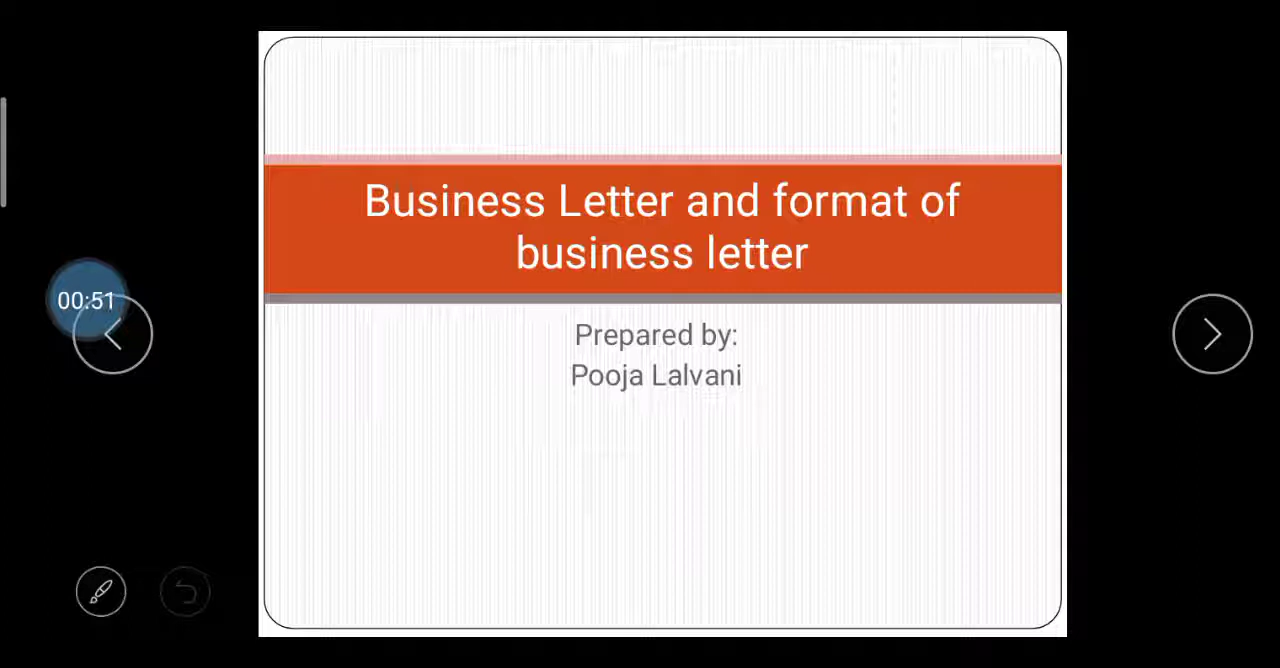 Business Letter and format of
business letter
00:51
Prepared by:
Pooja Lalvani